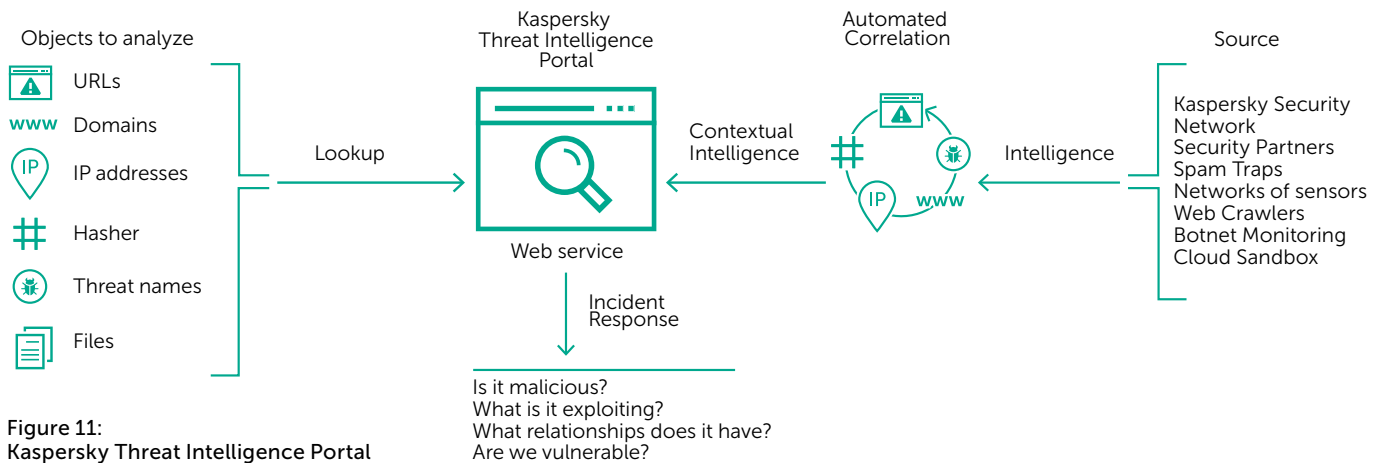 Objects to analyze
URLs
www
Domains
IP
IP addresses
Hasher
Threat names
Files
Lookup
Kaspersky
Threat Intelligence
Portal
Web service
Incident
Response
Is it malicious?
What is it exploiting?
What relationships does it have?
Are we vulnerable?
Contextual
Intelligence
Automated
Correlation
IP
www
Intelligence
Source
Kaspersky Security
Network
Security Partners
Spam Traps
Networks of sensors
Web Crawlers
Botnet Monitoring
Cloud Sandbox
Figure 11:
Kaspersky Threat Intelligence Portal